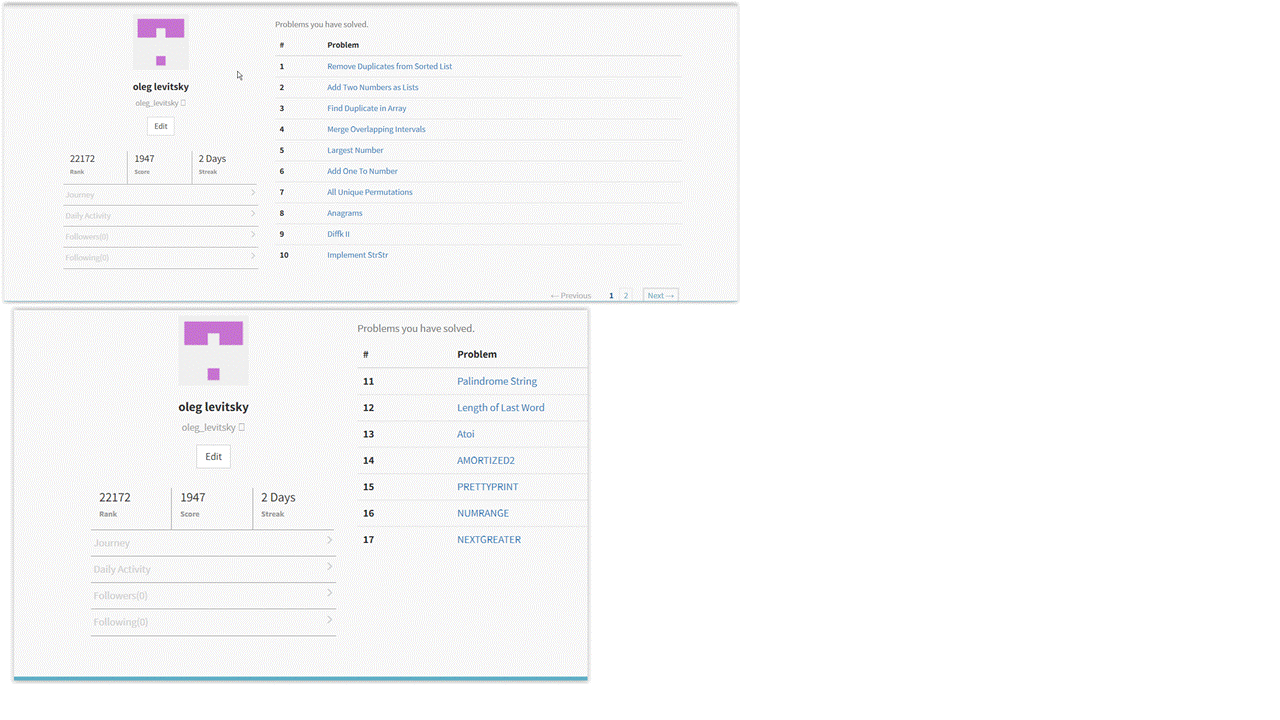 oleg levitsky
oleg_levitsky
Edit
22172 1947 2 Days
Rank Score Streak
Journey
Daily Activity
Followers(0)
Following(0)
Problems you have solved.
# Problem
1 Remove Duplicates from Sorted List
2 Add Two Numbers as Lists
3 Find Duplicate in Array
4 Merge Overlapping Intervals
5 Largest Number
6 Add One To Number
7 All Unique Permutations
8 Anagrams
9 Diffk II
10 Implement StrStr
← Previous 1 2 Next →
oleg levitsky
oleg_levitsky
Edit
22172 1947 2 Days
Rank Score Streak
Journey
Daily Activity
Followers(0)
Following(0)
Problems you have solved.
# Problem
11 Palindrome String
12 Length of Last Word
13 Atoi
14 AMORTIZED2
15 PRETTYPRINT
16 NUMRANGE
17 NEXTGREATER